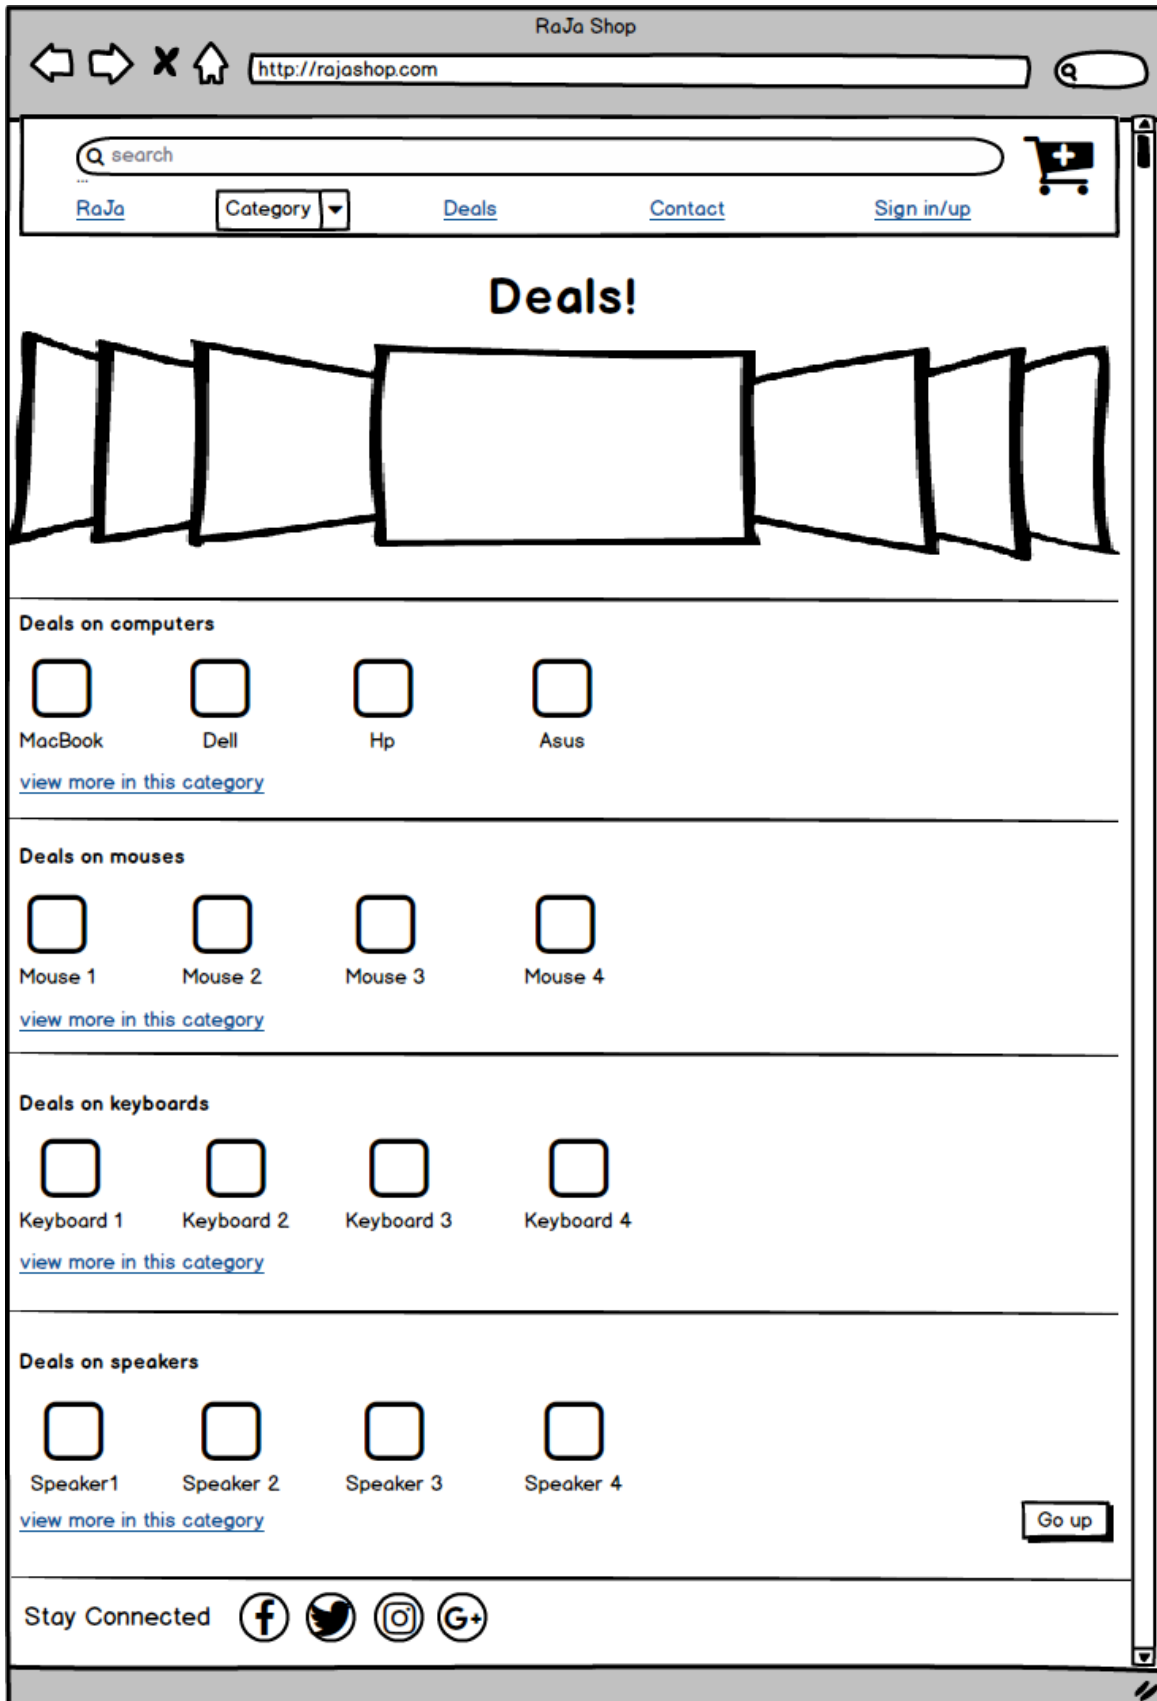 RaJa Shop
http://rajashop.com
search
...
RaJa Category Deals Contact Sign in/up
Deals!
Deals on computers
MacBook Dell Hp Asus
view more in this category
Deals on mouses
Mouse 1 Mouse 2 Mouse 3 Mouse 4
view more in this category
Deals on keyboards
Keyboard 1 Keyboard 2 Keyboard 3 Keyboard 4
view more in this category
Deals on speakers
Speaker1 Speaker 2 Speaker 3 Speaker 4
view more in this category Go up
Stay Connected f G+